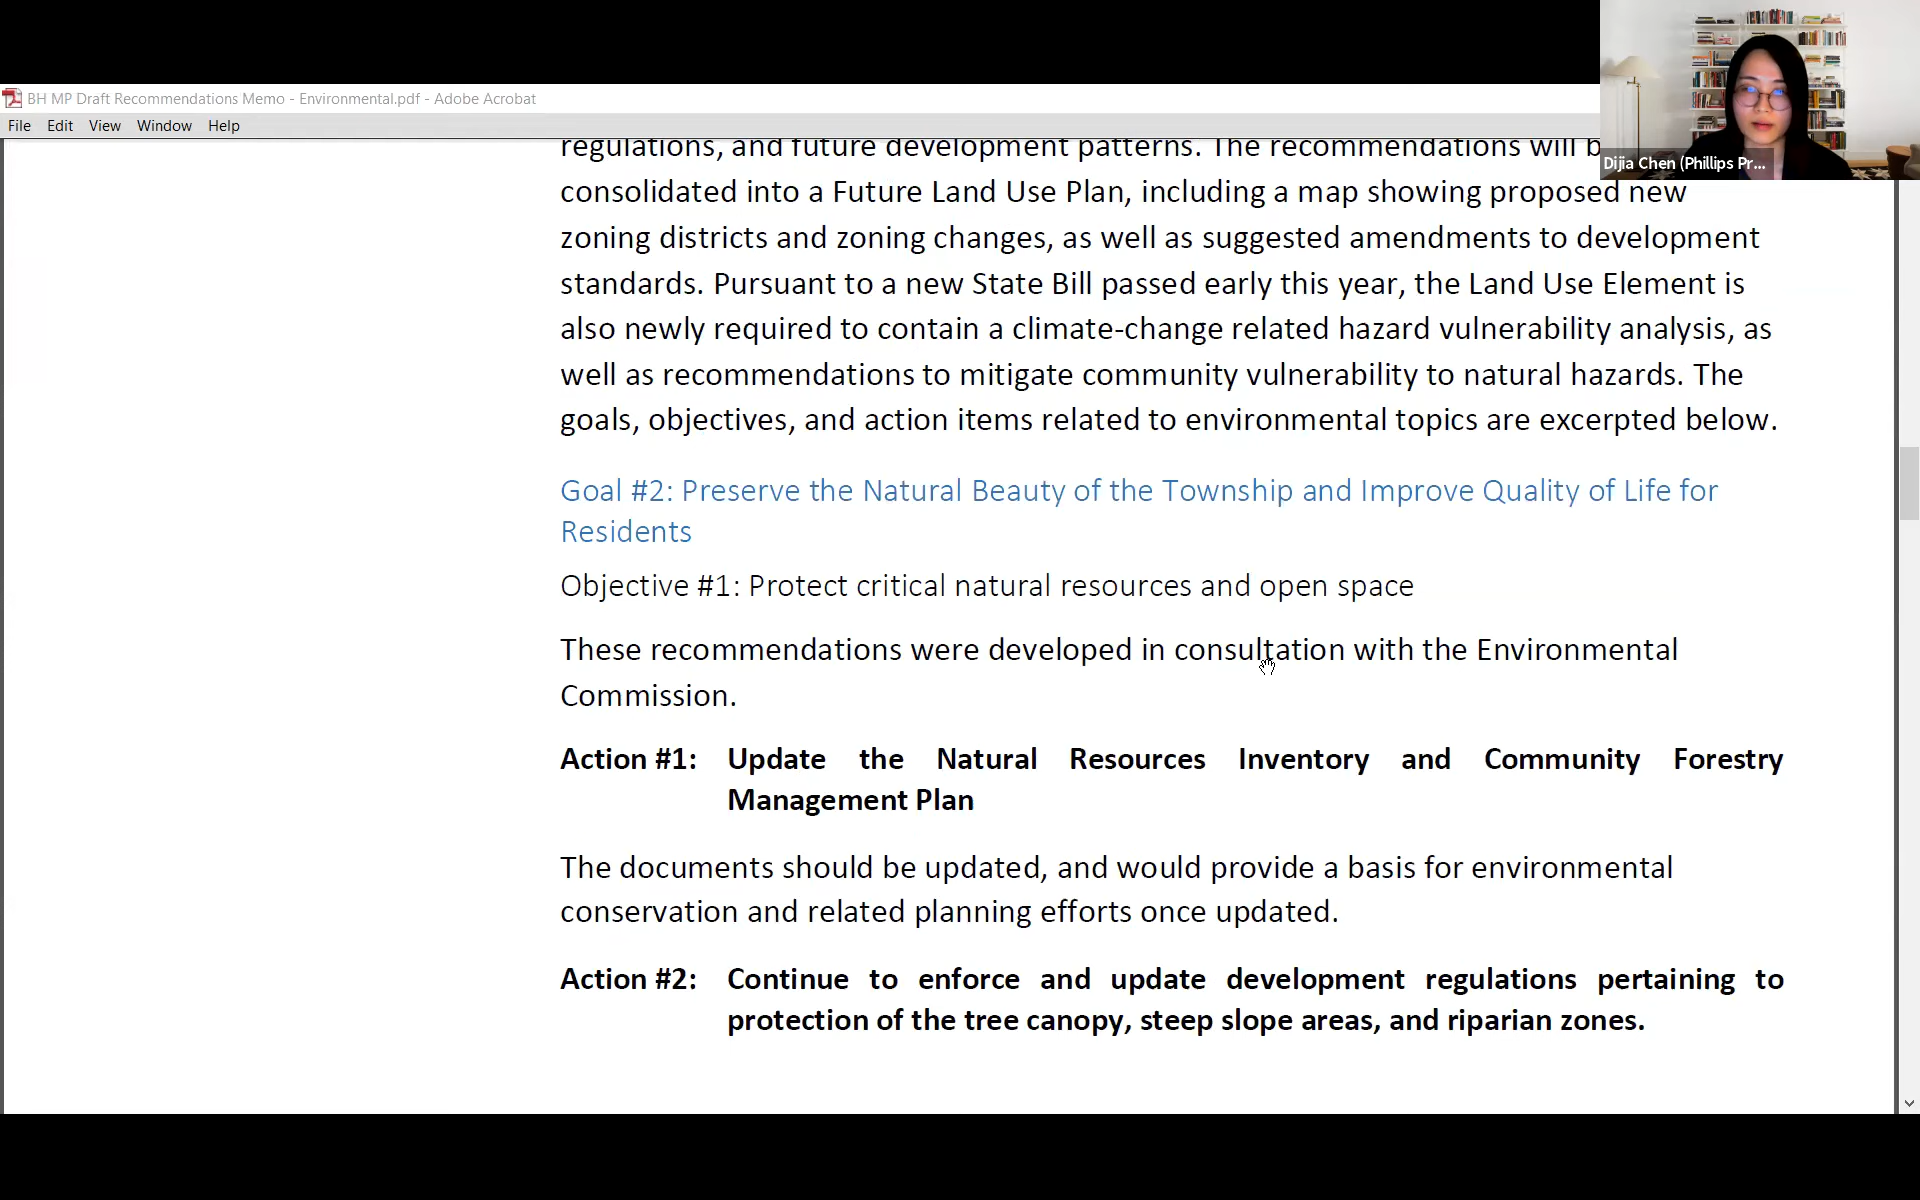 BH MP Draft Recommendations Memo - Environmental.pdf - Adobe Acrobat
File Edit View Window Help
Dijia Chen (Phillips Pr...
regulations, and future development patterns. The recommendations will b
consolidated into a Future Land Use Plan, including a map showing proposed new
zoning districts and zoning changes, as well as suggested amendments to development
standards. Pursuant to a new State Bill passed early this year, the Land Use Element is
also newly required to contain a climate-change related hazard vulnerability analysis, as
well as recommendations to mitigate community vulnerability to natural hazards. The
goals, objectives, and action items related to environmental topics are excerpted below.
Goal #2: Preserve the Natural Beauty of the Township and Improve Quality of Life for
Residents
Objective #1: Protect critical natural resources and open space
These recommendations were developed in consultation with the Environmental
Commission.
Action #1: Update the Natural Resources Inventory and Community Forestry
Management Plan
The documents should be updated, and would provide a basis for environmental
conservation and related planning efforts once updated.
Action #2: Continue to enforce and update development regulations pertaining to
protection of the tree canopy, steep slope areas, and riparian zones.